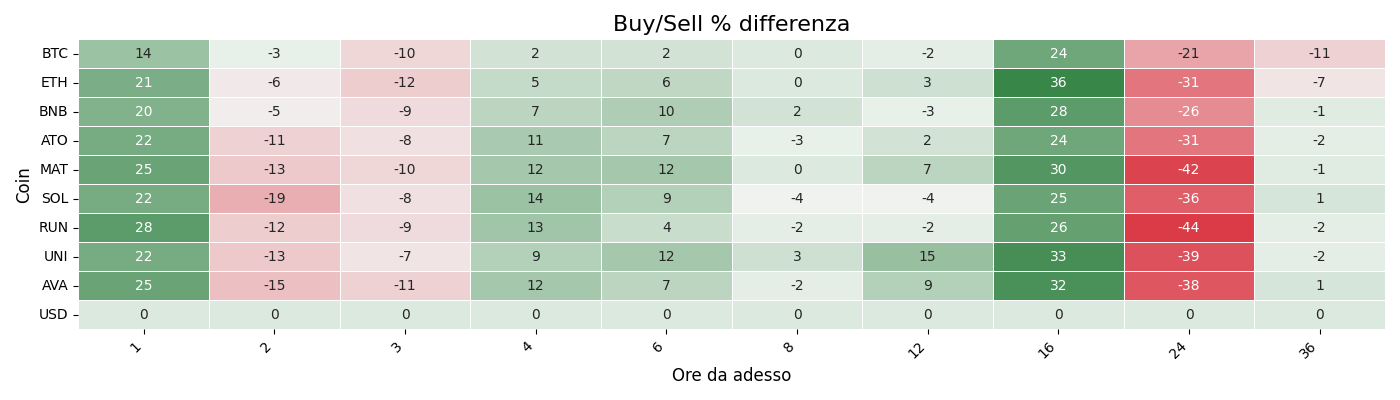 Buy/Sell % differenza
Coin
BTC 14 -3 -10 2 2 0 -2 24 -21 -11
ETH 21 -6 -12 5 6 0 3 36 -31 -7
BNB 20 -5 -9 7 10 2 -3 28 -26 -1
ATO 22 -11 -8 11 7 -3 2 24 -31 -2
MAT 25 -13 -10 12 12 0 7 30 -42 -1
SOL 22 -19 -8 14 9 -4 -4 25 -36 1
RUN 28 -12 -9 13 4 -2 -2 26 -44 -2
UNI 22 -13 -7 9 12 3 15 33 -39 -2
AVA 25 -15 -11 12 7 -2 9 32 -38 1
USD 0 0 0 0 0 0 0 0 0 0
1 2 3 4 6 8 12 16 24 36
Ore da adesso